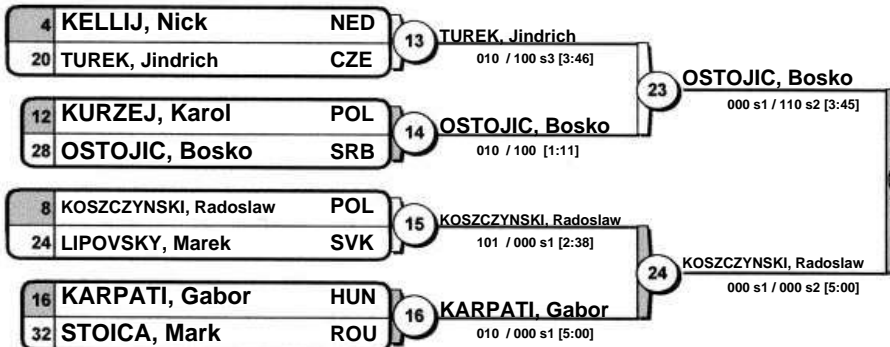 4 KELLIJ, Nick NED
20 TUREK, Jindrich CZE
13
TUREK, Jindrich
010 / 100 s3 [3:46]
12 KURZEJ, Karol POL
28 OSTOJIC, Bosko SRB
14
OSTOJIC, Bosko
010 / 100 [1:11]
23
OSTOJIC, Bosko
000 s1 / 110 s2 [3:45]
8 KOSZCZYNSKI, Radoslaw POL
24 LIPOVSKY, Marek SVK
15
KOSZCZYNSKI, Radoslaw
101 / 000 s1 [2:38]
16 KARPATI, Gabor HUN
32 STOICA, Mark ROU
16
KARPATI, Gabor
010 / 000 s1 [5:00]
24
KOSZCZYNSKI, Radoslaw
000 s1 / 000 s2 [5:00]